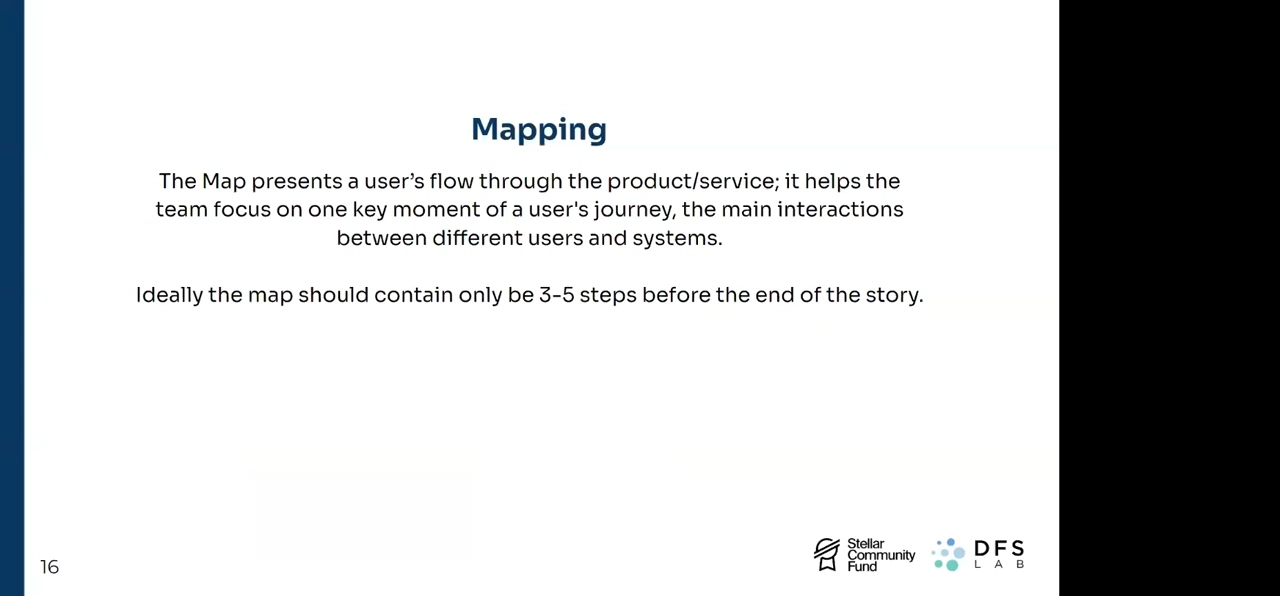 Mapping
The Map presents a user’s flow through the product/service; it helps the
team focus on one key moment of a user's journey, the main interactions
between different users and systems.
Ideally the map should contain only be 3-5 steps before the end of the story.
16
Stellar
Community
Fund
DFS
LAB